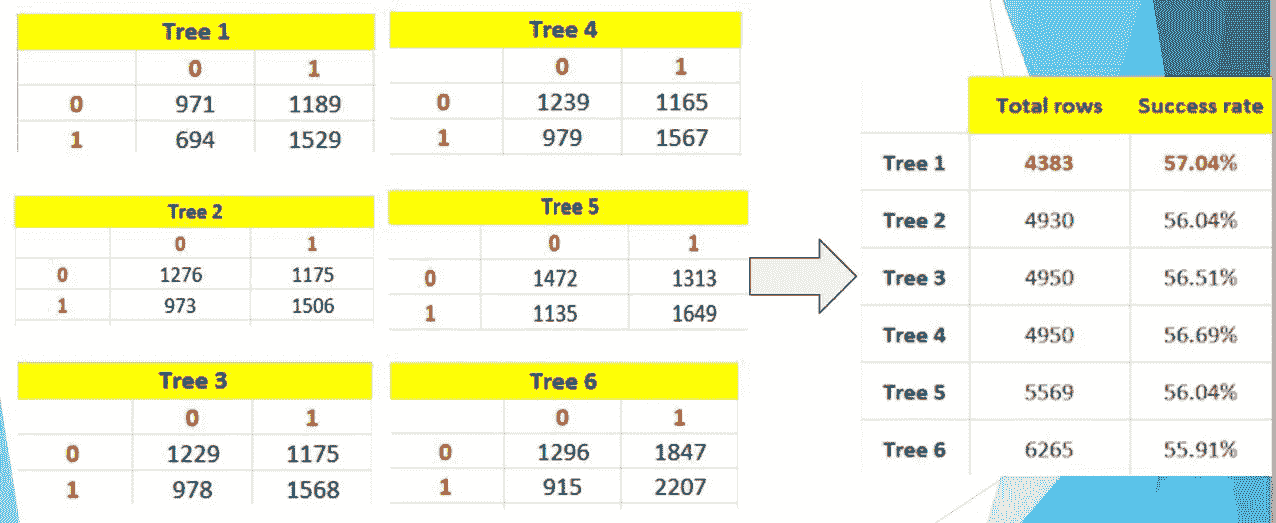 Tree 1
0 1
0 971 1189
1 694 1529
Tree 2
0 1
0 1276 1175
1 973 1506
Tree 3
0 1
0 1229 1175
1 978 1568
Tree 4
0 1
0 1239 1165
1 979 1567
Tree 5
0 1
0 1472 1313
1 1135 1649
Tree 6
0 1
0 1296 1847
1 915 2207
Total rows Success rate
Tree 1 4383 57.04%
Tree 2 4930 56.04%
Tree 3 4950 56.51%
Tree 4 4950 56.69%
Tree 5 5569 56.04%
Tree 6 6265 55.91%